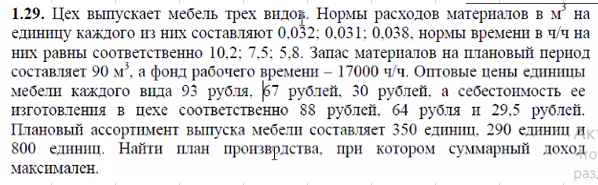 1.29. Цех выпускает мебель трех видов. Нормы расходов материалов в м³ на
единицу каждого из них составляют 0,032; 0,031; 0,038, нормы времени в ч/ч на
них равны соответственно 10,2; 7,5; 5,8. Запас материалов на плановый период
составляет 90 м³, а фонд рабочего времени – 17000 ч/ч. Оптовые цены единицы
мебели каждого вида 93 рубля, 67 рублей, 30 рублей, а себестоимость ее
изготовления в цехе соответственно 88 рублей, 64 рубля и 29,5 рублей.
Плановый ассортимент выпуска мебели составляет 350 единиц, 290 единиц и
800 единиц. Найти план производства, при котором суммарный доход
максимален.